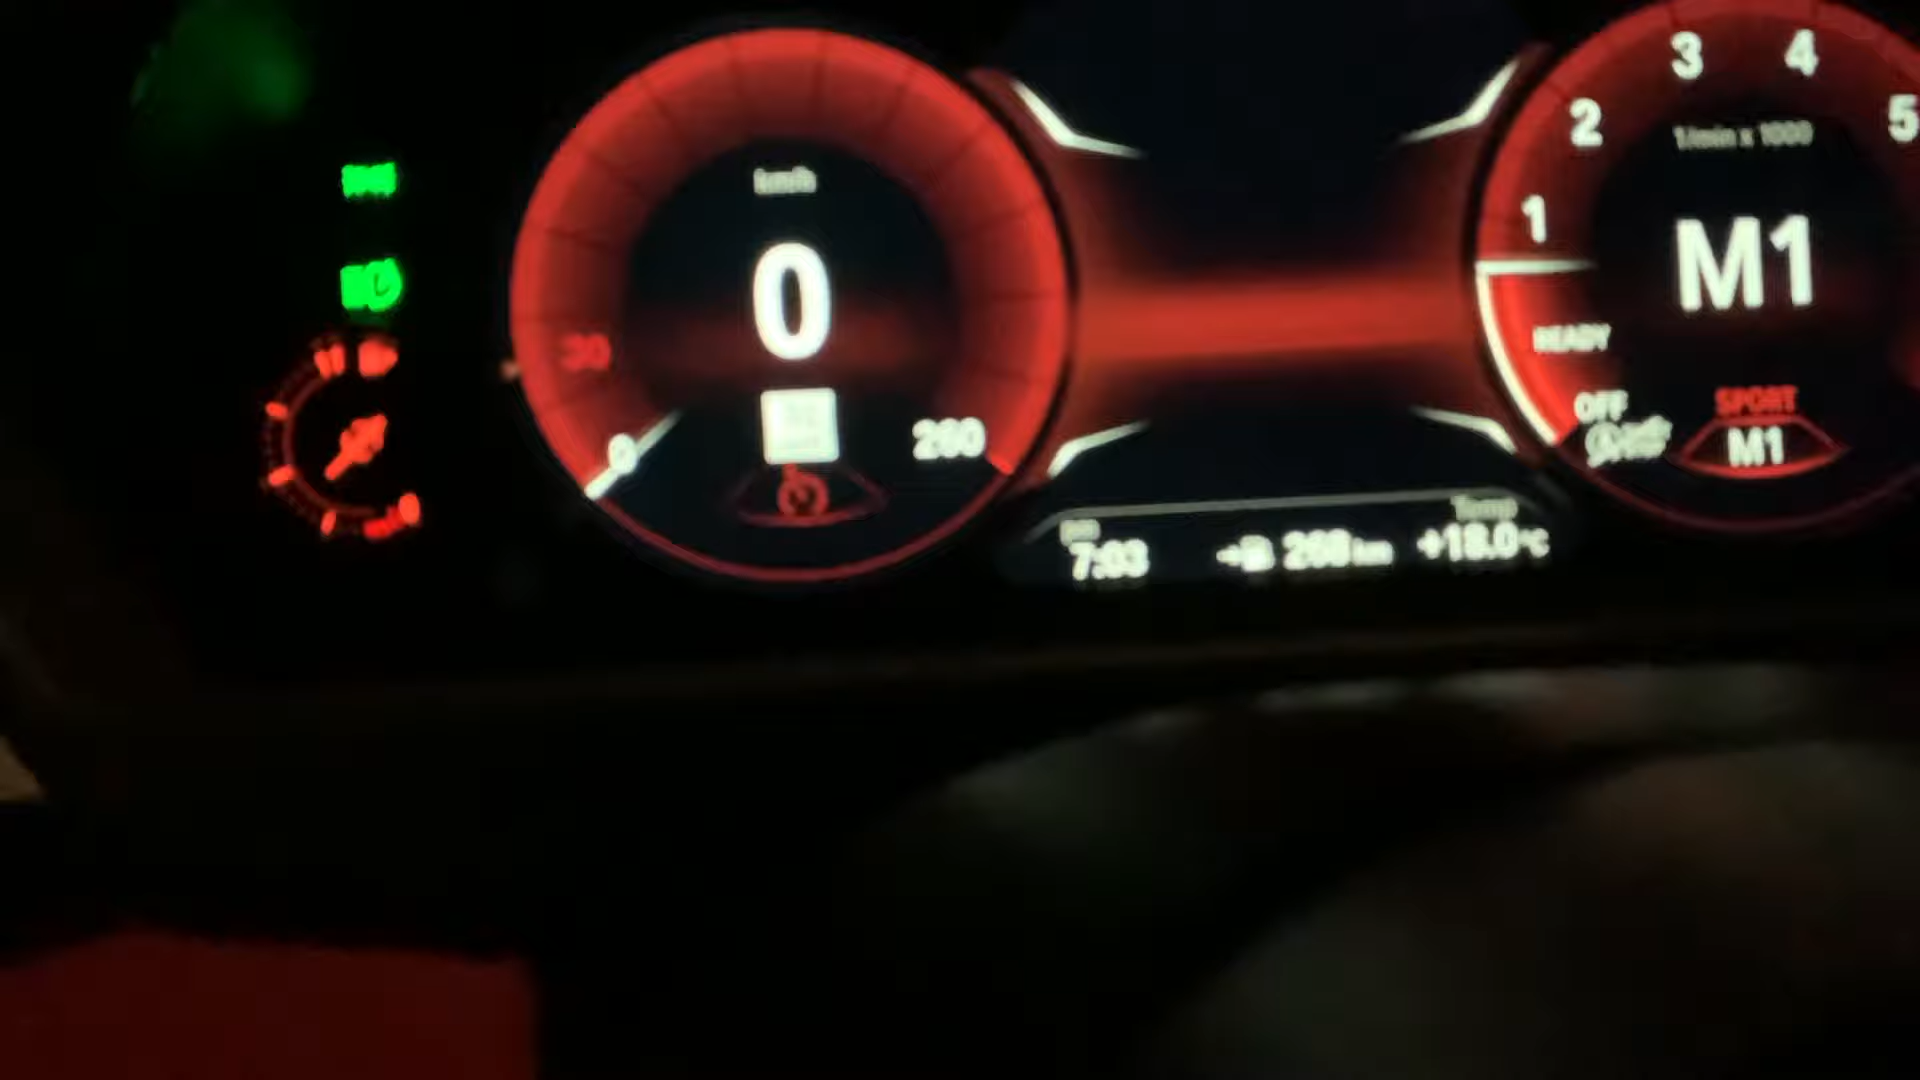 km/h
0
30
0
260
3 4
2 5
1/min x 1000
1
M1
READY
OFF
SPORT
M1
pm
7:03
268 km
Temp
+18.0°C